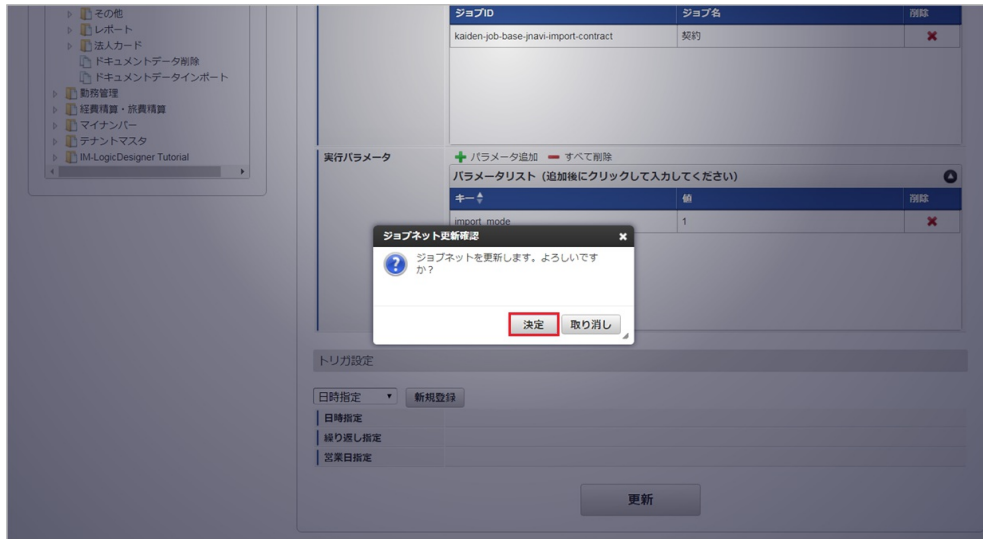 その他
レポート
法人カード
ドキュメントデータ削除
ドキュメントデータインポート
勤務管理
経費精算・旅費精算
マイナンバー
テナントマスタ
IM-LogicDesigner Tutorial
ジョブID ジョブ名 削除
kaiden-job-base-jnavi-import-contract 契約
実行パラメータ
パラメータ追加 すべて削除
パラメータリスト（追加後にクリックして入力してください）
キー 値 削除
import_mode 1
ジョブネット更新確認
ジョブネットを更新します。よろしいです
か？
決定 取り消し
トリガ設定
日時指定 新規登録
日時指定
繰り返し指定
営業日指定
更新